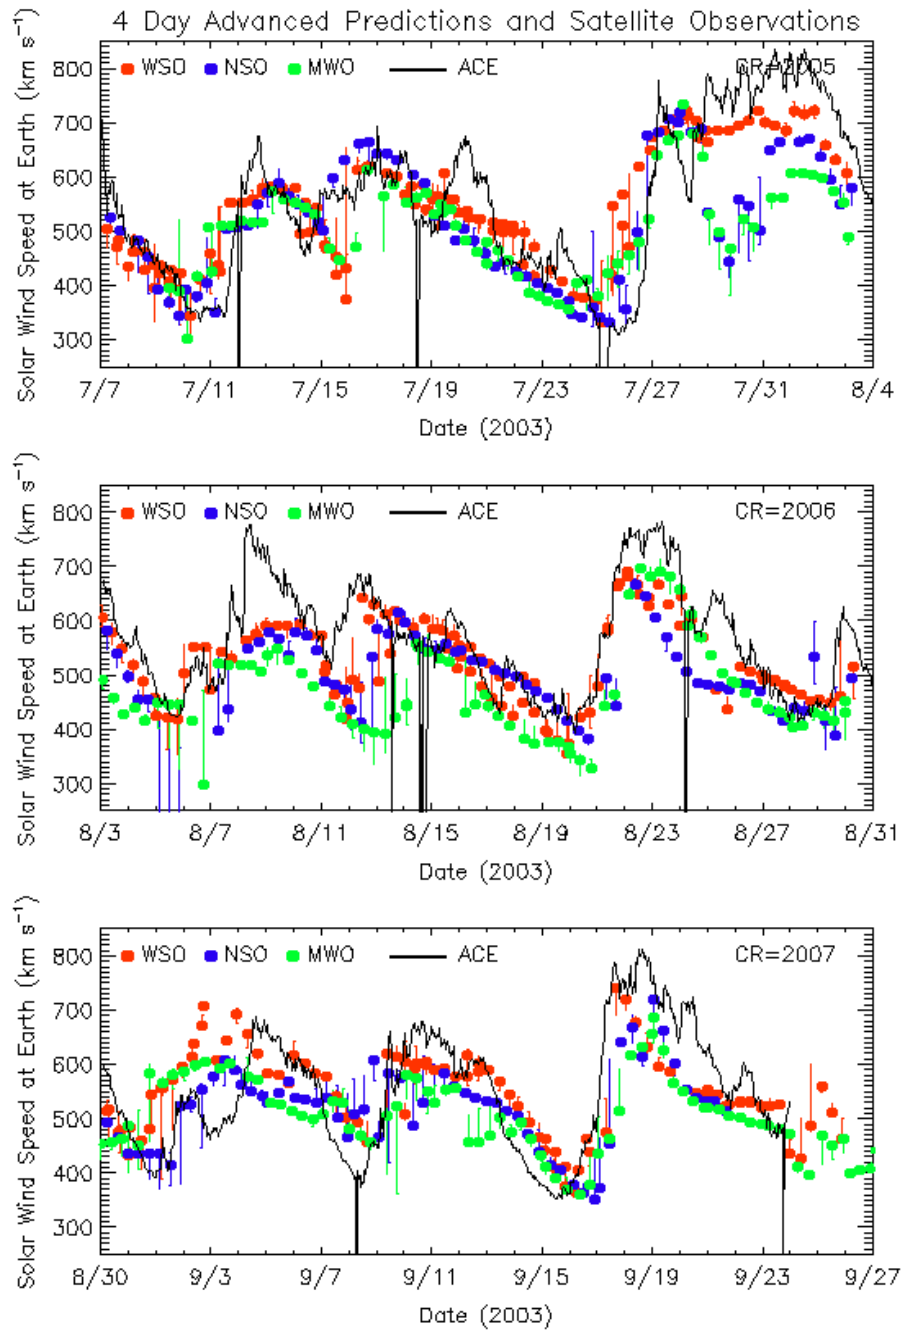 4 Day Advanced Predictions and Satellite Observations
Solar Wind Speed at Earth (km s⁻¹)
WSO NSO MWO ACE CR=2005
800
700
600
500
400
300
7/7 7/11 7/15 7/19 7/23 7/27 7/31 8/4
Date (2003)
Solar Wind Speed at Earth (km s⁻¹)
WSO NSO MWO ACE CR=2006
800
700
600
500
400
300
8/3 8/7 8/11 8/15 8/19 8/23 8/27 8/31
Date (2003)
Solar Wind Speed at Earth (km s⁻¹)
WSO NSO MWO ACE CR=2007
800
700
600
500
400
300
8/30 9/3 9/7 9/11 9/15 9/19 9/23 9/27
Date (2003)